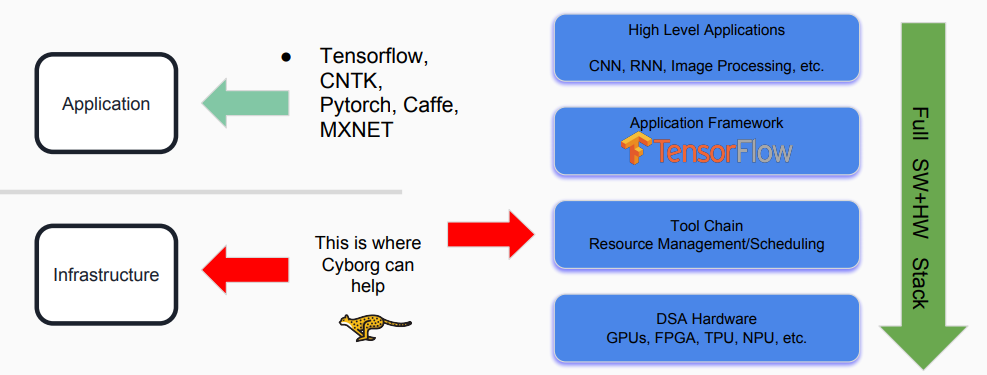 Application
● Tensorflow,
CNTK,
Pytorch, Caffe,
MXNET
Infrastructure
This is where
Cyborg can
help
High Level Applications
CNN, RNN, Image Processing, etc.
Application Framework
TensorFlow
Tool Chain
Resource Management/Scheduling
DSA Hardware
GPUs, FPGA, TPU, NPU, etc.
Full SW+HW Stack